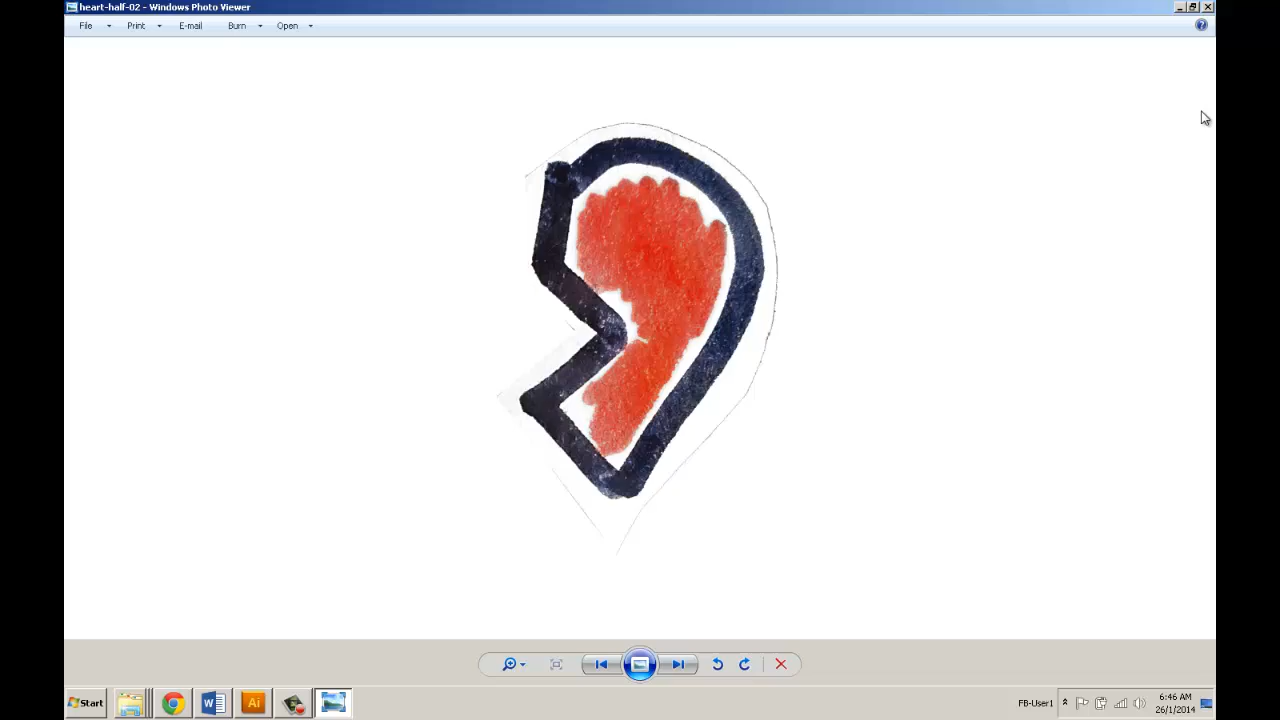 heart-half-02 - Windows Photo Viewer
File Print E-mail Burn Open
Start W Ai FB-User1 6:46 AM
26/1/2014